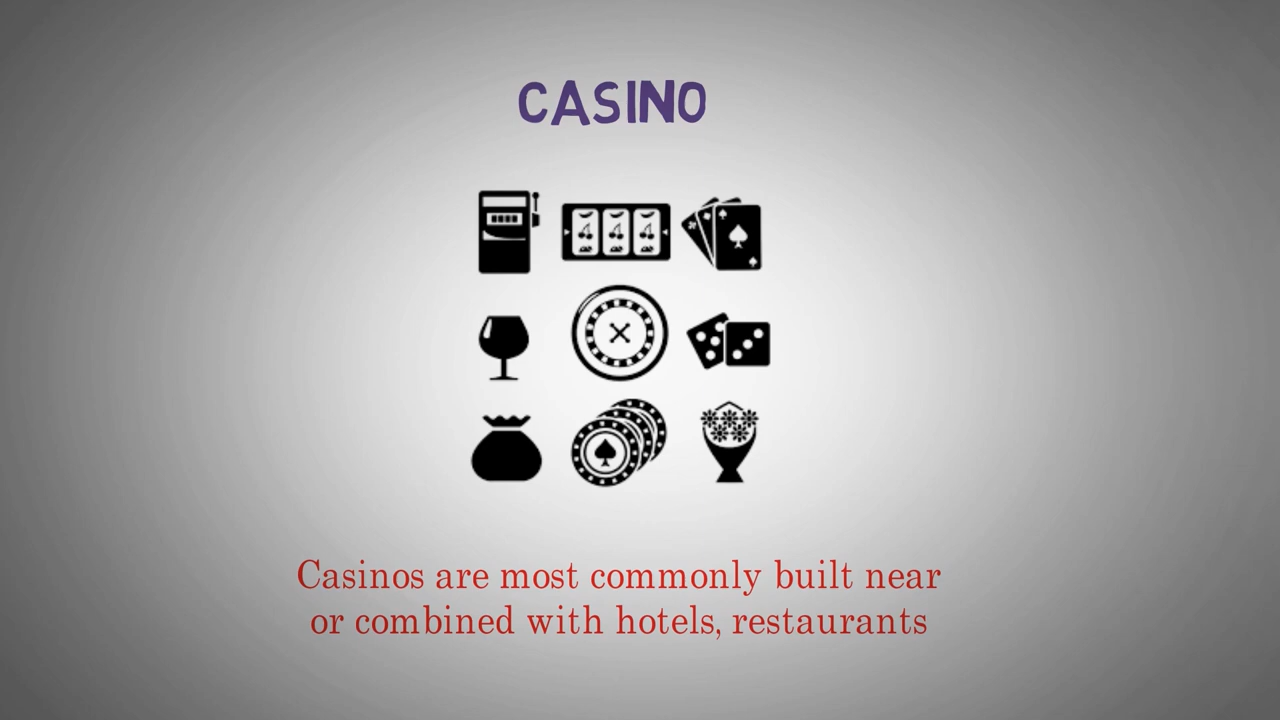 CASINO
Casinos are most commonly built near
or combined with hotels, restaurants